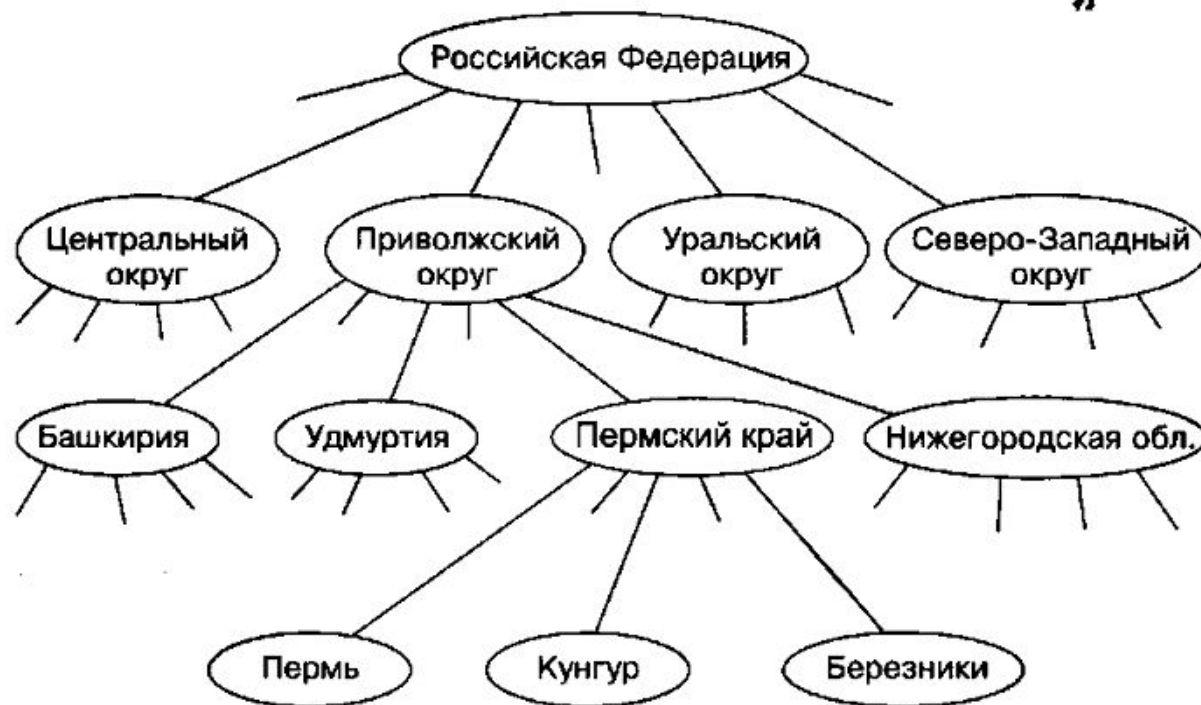 Российская Федерация
Центральный
округ
Приволжский
округ
Уральский
округ
Северо-Западный
округ
Башкирия
Удмуртия
Пермский край
Нижегородская обл.
Пермь
Кунгур
Березники